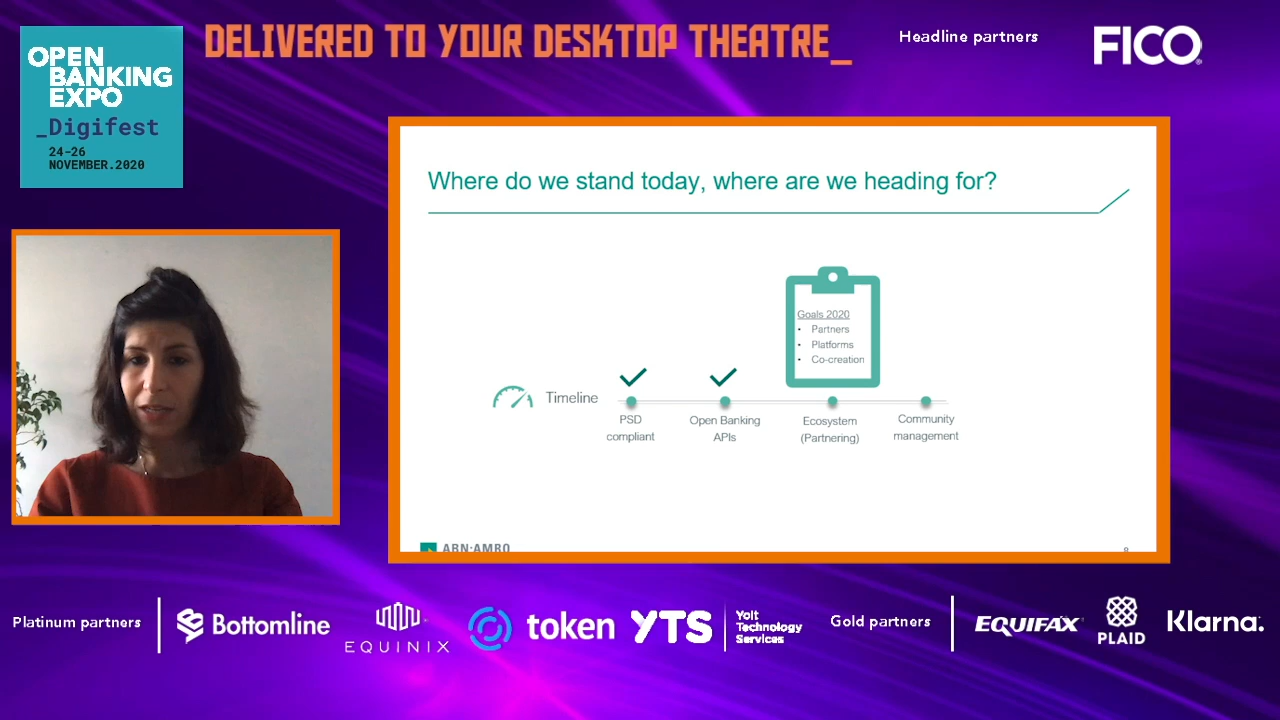 OPEN
BANKING
EXPO
_Digifest
24-26
NOVEMBER.2020
DELIVERED TO YOUR DESKTOP THEATRE_
Headline partners
FICO
Where do we stand today, where are we heading for?
Goals 2020
• Partners
• Platforms
• Co-creation
Timeline
PSD
compliant
Open Banking
APIs
Ecosystem
(Partnering)
Community
management
ABN·AMRO
8
Platinum partners
Bottomline
EQUINIX
token
YTS
Yolt
Technology
Services
Gold partners
EQUIFAX
PLAID
Klarna.